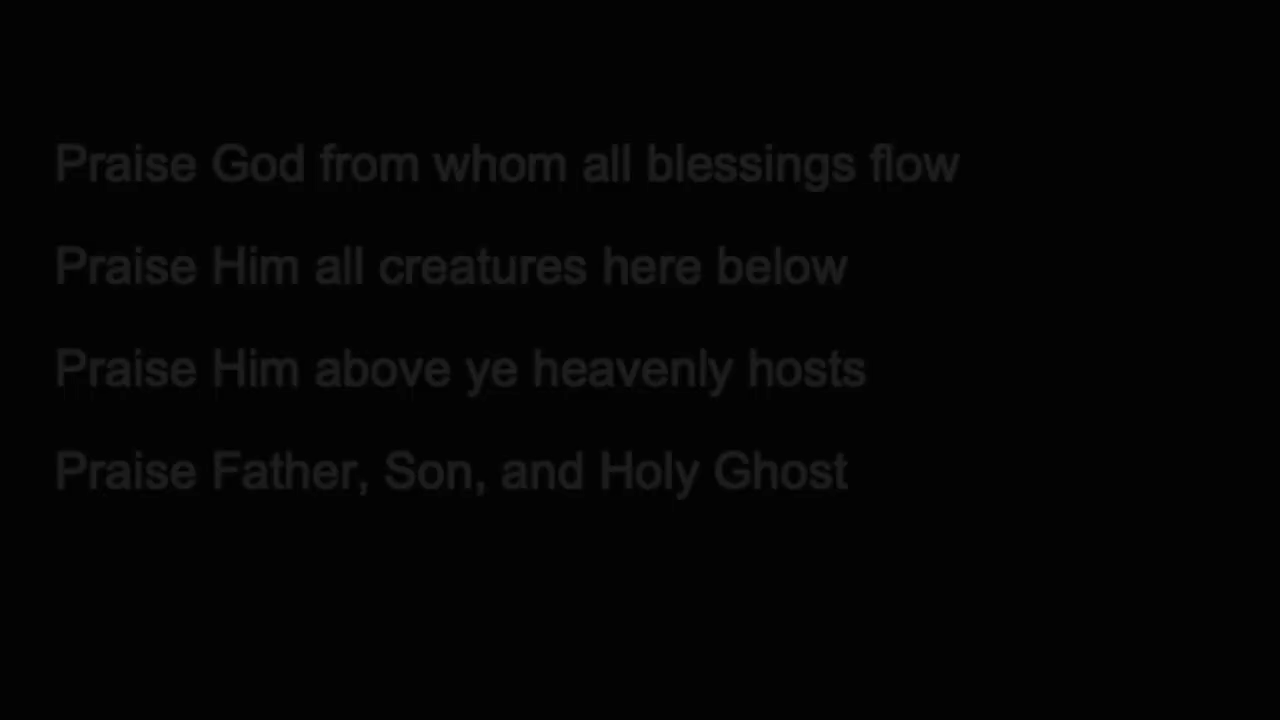 Praise God from whom all blessings flow
Praise Him all creatures here below
Praise Him above ye heavenly hosts
Praise Father, Son, and Holy Ghost